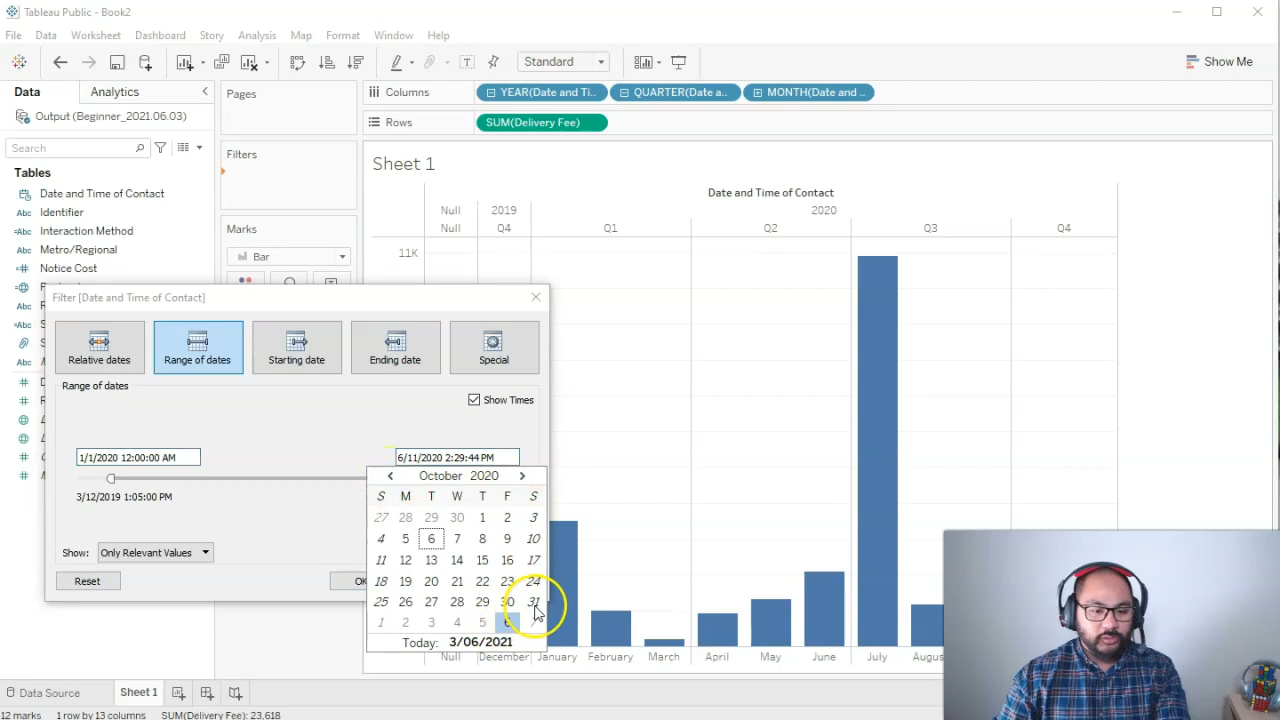 Tableau Public - Book2
File Data Worksheet Dashboard Story Analysis Map Format Window Help
Standard
Show Me
Data Analytics
Pages
Columns YEAR(Date and Ti.. QUARTER(Date a.. MONTH(Date and ..
Output (Beginner_2021.06.03)
Rows SUM(Delivery Fee)
Search
Filters
Sheet 1
Tables
Abc Date and Time of Contact
Abc Identifier
Abc Interaction Method
Abc Metro/Regional
Notice Cost
Marks
Bar
Date and Time of Contact
Null 2019 2020
Null Q4 Q1 Q2 Q3 Q4
11K
Filter [Date and Time of Contact]
Relative dates Range of dates Starting date Ending date Special
Range of dates
Show Times
1/1/2020 12:00:00 AM 6/11/2020 2:29:44 PM
3/12/2019 1:05:00 PM
October 2020
S M T W T F S
27 28 29 30 1 2 3
4 5 6 7 8 9 10
11 12 13 14 15 16 17
18 19 20 21 22 23 24
25 26 27 28 29 30 31
1 2 3 4 5 6
Today: 3/06/2021
Show: Only Relevant Values
Reset OK
Null December January February March April May June July Augus
Data Source Sheet 1
12 marks 1 row by 13 columns SUM(Delivery Fee): 23,618